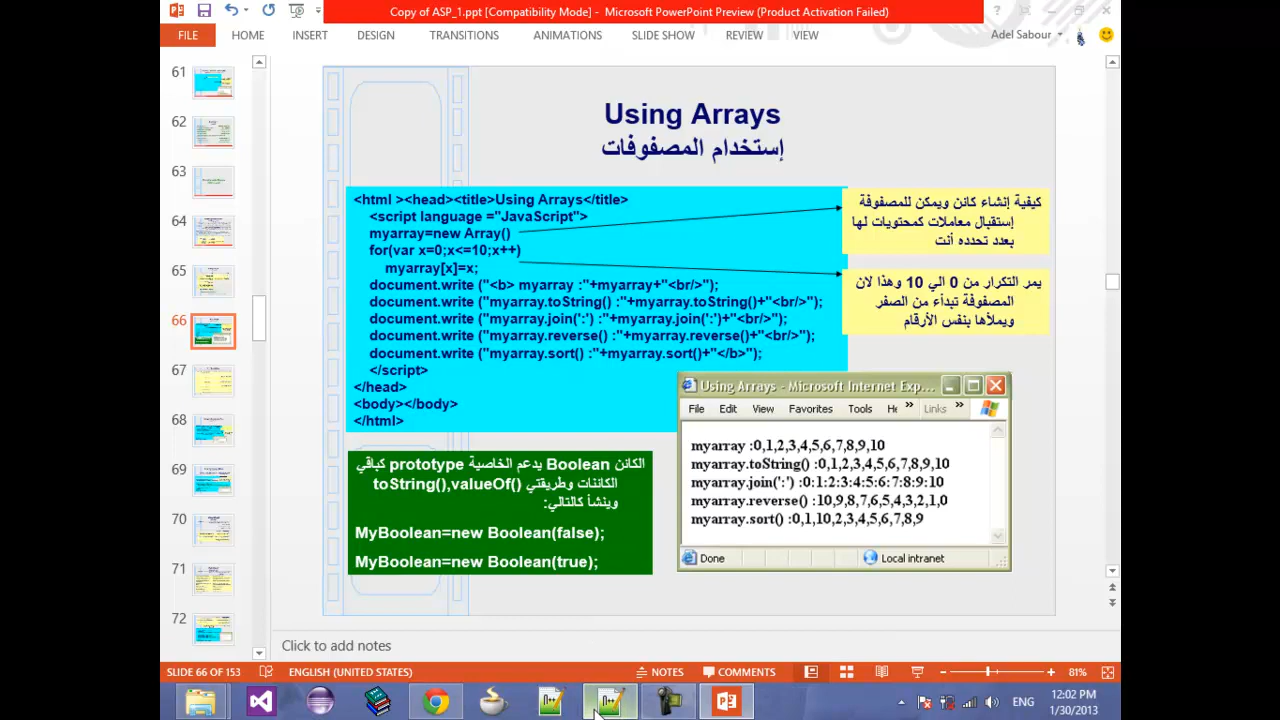 Copy of ASP_1.ppt [Compatibility Mode] - Microsoft PowerPoint Preview (Product Activation Failed)
FILE HOME INSERT DESIGN TRANSITIONS ANIMATIONS SLIDE SHOW REVIEW VIEW Adel Sabour
61
62
63
64
65
66
67
68
69
70
71
72
Using Arrays
إستخدام المصفوفات
<html ><head><title>Using Arrays</title>
<script language ="JavaScript">
myarray=new Array()
for(var x=0;x<=10;x++)
myarray[x]=x;
document.write ("<b> myarray :"+myarray+"<br/>");
document.write ("myarray.toString() :"+myarray.toString()+"<br/>");
document.write ("myarray.join(':') :"+myarray.join(':')+"<br/>");
document.write ("myarray.reverse() :"+myarray.reverse()+"<br/>");
document.write ("myarray.sort() :"+myarray.sort()+"</b>");
</script>
</head>
<body></body>
</html>
كيفية إنشاء كائن ويمكن للمصفوفة
إستقبال معاملات كمحتويات لها
بعدد تحدده أنت
يمر التكرار من 0 الي 10 وهذا لان
المصفوفة تبدأء من الصفر
ويملأها بنفس الأرقام
الكائن Boolean يدعم الخاصية prototype كباقي
الكائنات وطريقتي toString(),valueOf()
وينشأ كالتالي:
MyBoolean=new Boolean(false);
MyBoolean=new Boolean(true);
Using Arrays - Microsoft Internet Exp...
File Edit View Favorites Tools He » Links »
myarray :0,1,2,3,4,5,6,7,8,9,10
myarray.toString() :0,1,2,3,4,5,6,7,8,9,10
myarray.join(':') :0:1:2:3:4:5:6:7:8:9:10
myarray.reverse() :10,9,8,7,6,5,4,3,2,1,0
myarray.sort() :0,1,10,2,3,4,5,6,7,8,9
Done Local intranet
Click to add notes
SLIDE 66 OF 153 ENGLISH (UNITED STATES) NOTES COMMENTS 81%
ENG
12:02 PM
1/30/2013